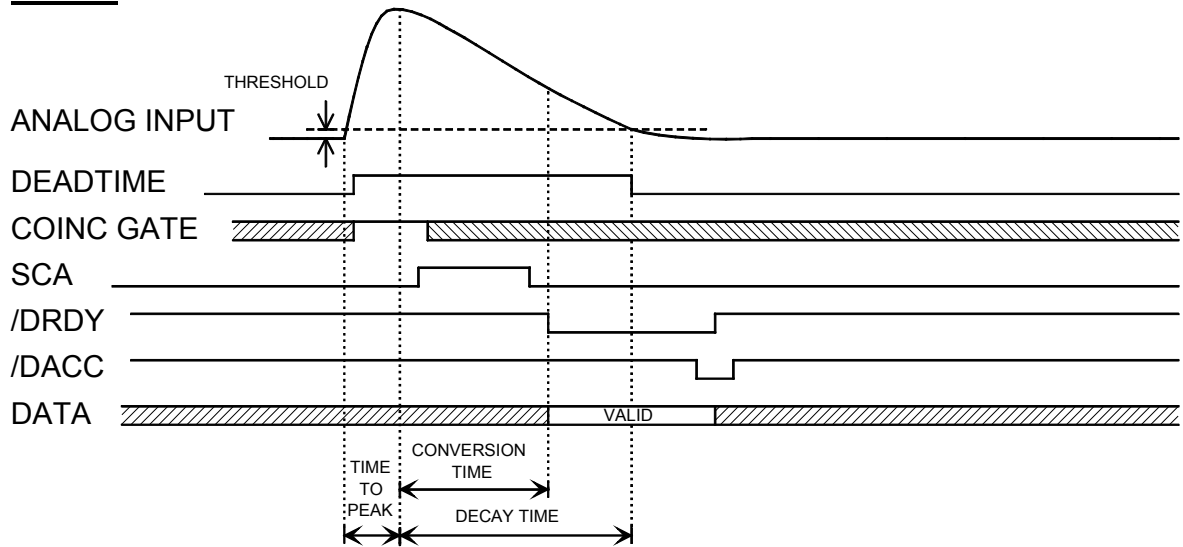 THRESHOLD
ANALOG INPUT
DEADTIME
COINC GATE
SCA
/DRDY
/DACC
DATA
VALID
TIME
TO
PEAK
CONVERSION
TIME
DECAY TIME